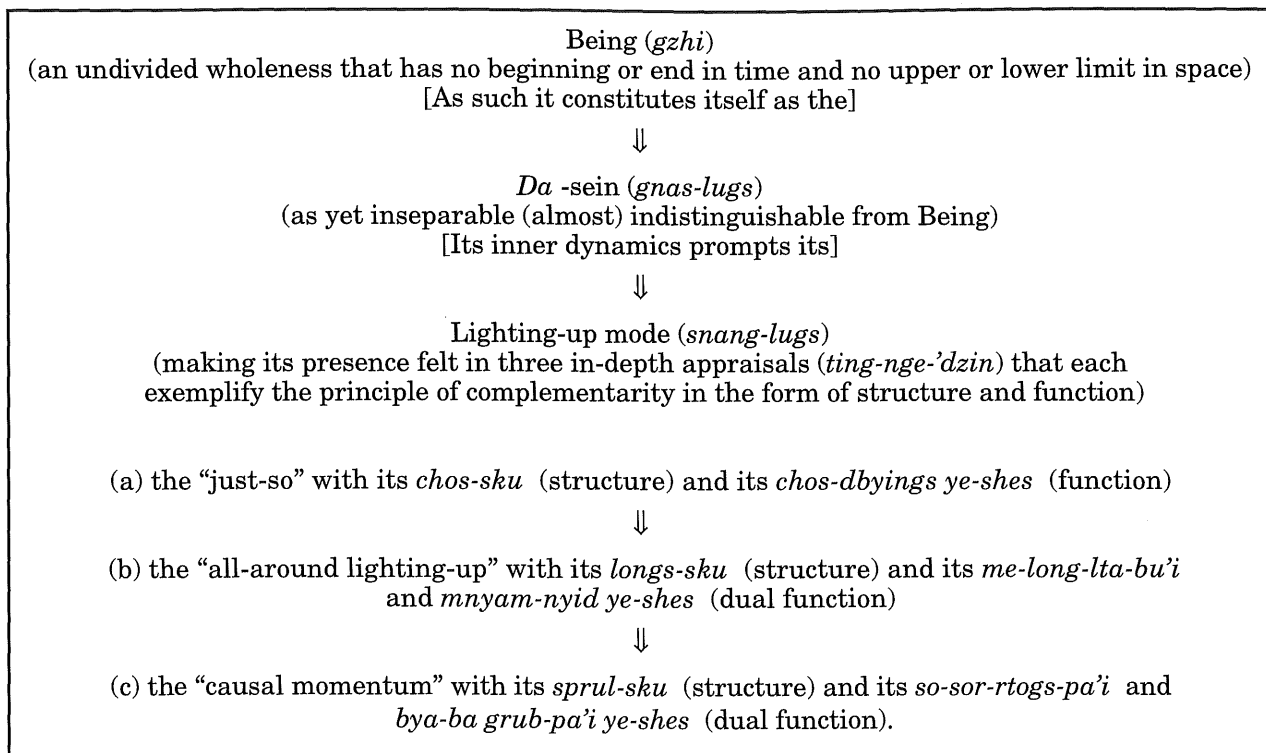 Being (gzhi)
(an undivided wholeness that has no beginning or end in time and no upper or lower limit in space)
[As such it constitutes itself as the]
⇓
Da -sein (gnas-lugs)
(as yet inseparable (almost) indistinguishable from Being)
[Its inner dynamics prompts its]
⇓
Lighting-up mode (snang-lugs)
(making its presence felt in three in-depth appraisals (ting-nge-’dzin) that each
exemplify the principle of complementarity in the form of structure and function)
(a) the “just-so” with its chos-sku (structure) and its chos-dbyings ye-shes (function)
⇓
(b) the “all-around lighting-up” with its longs-sku (structure) and its me-long-lta-bu’i
and mnyam-nyid ye-shes (dual function)
⇓
(c) the “causal momentum” with its sprul-sku (structure) and its so-sor-rtogs-pa’i and
bya-ba grub-pa’i ye-shes (dual function).